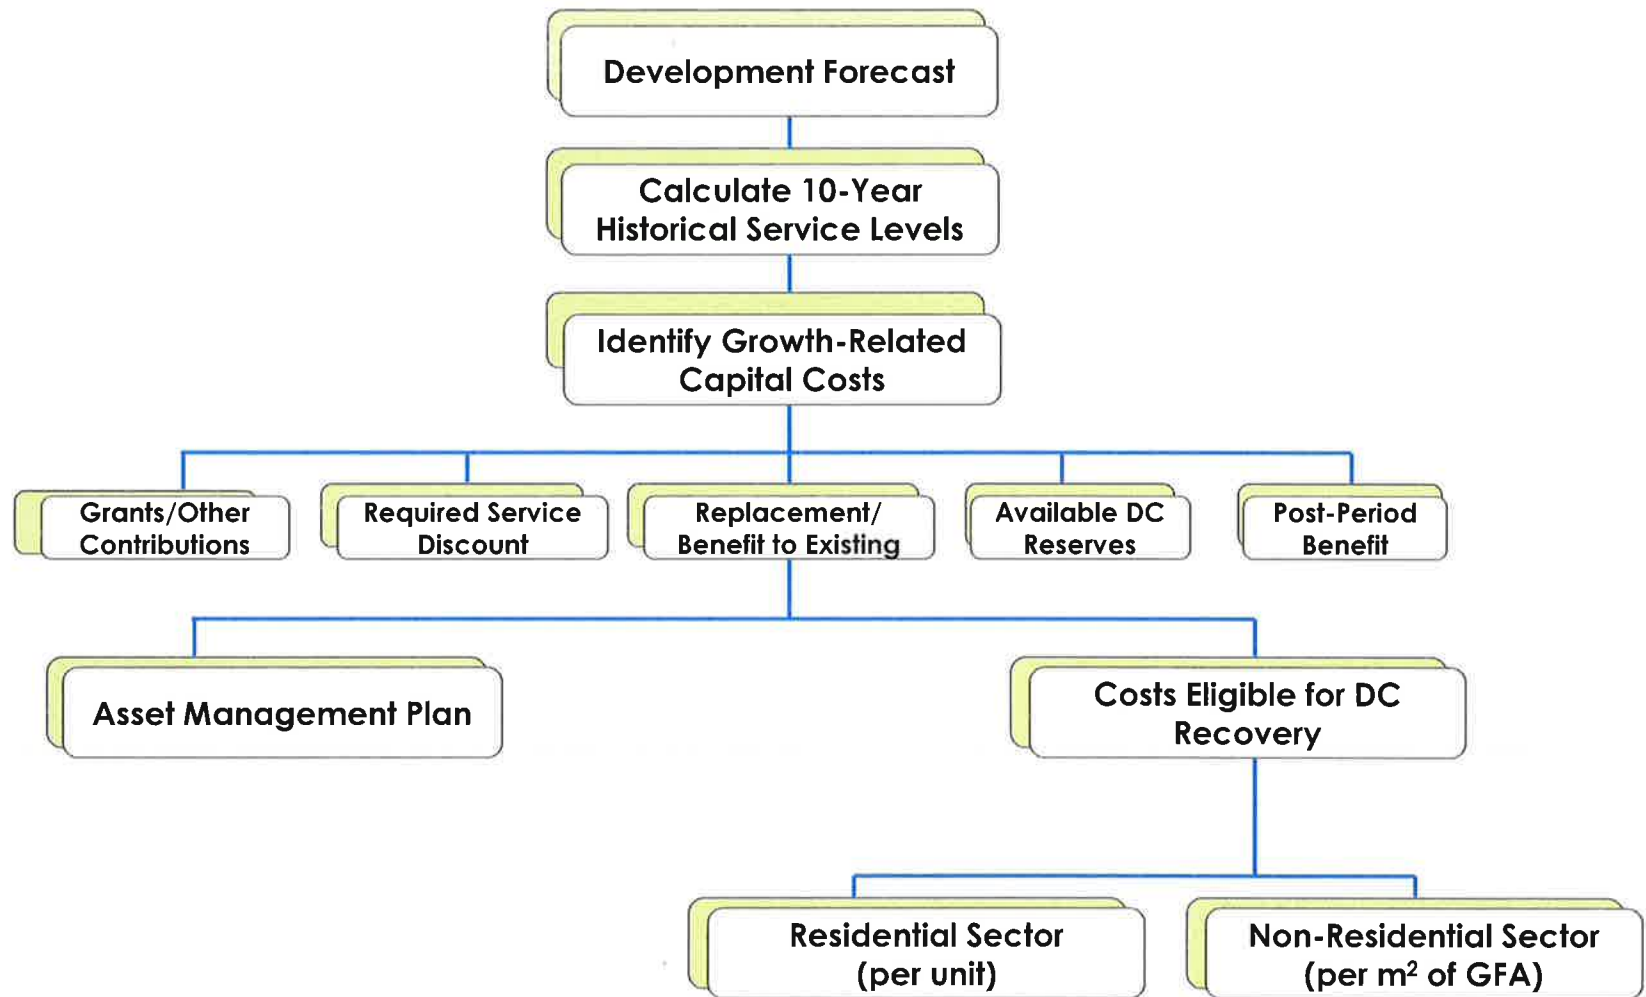 Development Forecast
Calculate 10-Year
Historical Service Levels
Identify Growth-Related
Capital Costs
Grants/Other
Contributions
Required Service
Discount
Replacement/
Benefit to Existing
Available DC
Reserves
Post-Period
Benefit
Asset Management Plan
Costs Eligible for DC
Recovery
Residential Sector
(per unit)
Non-Residential Sector
(per m² of GFA)